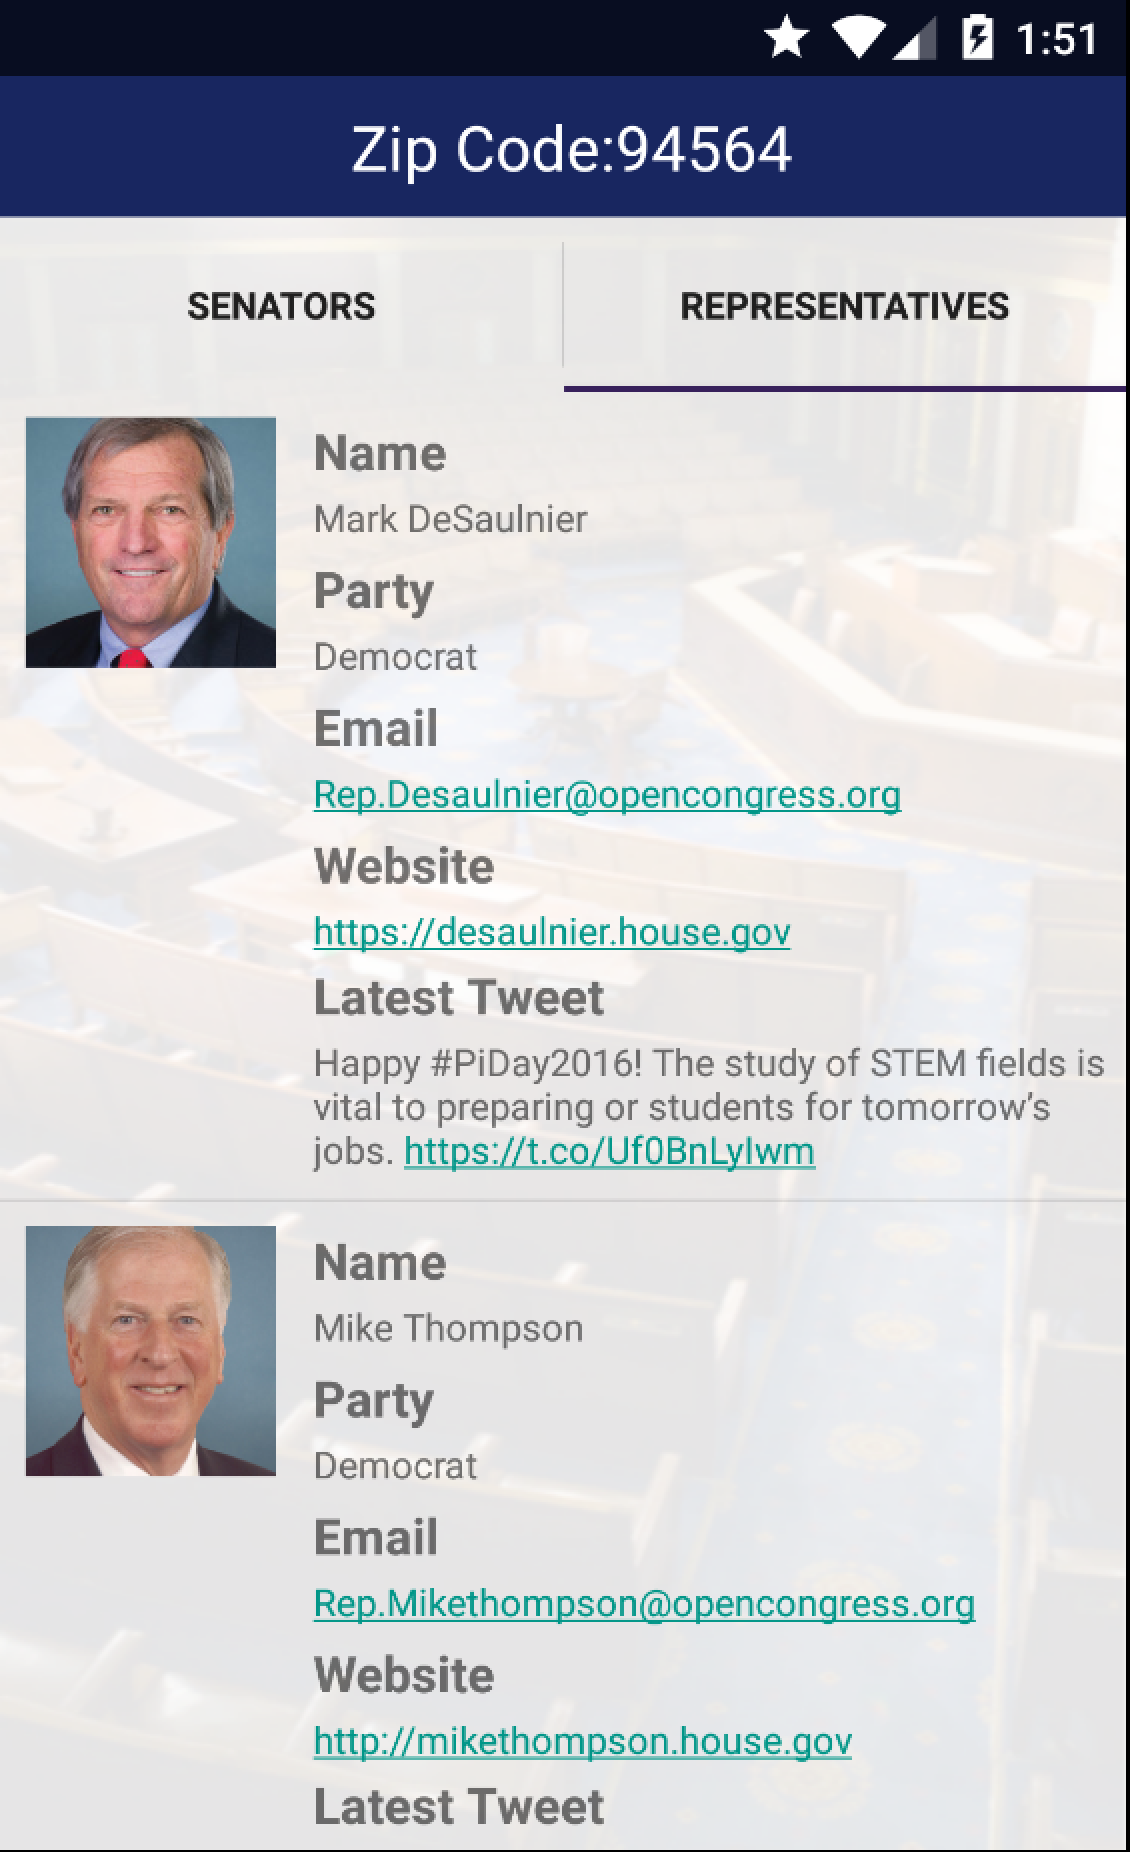 1:51
Zip Code:94564
SENATORS
REPRESENTATIVES
Name
Mark DeSaulnier
Party
Democrat
Email
Rep.Desaulnier@opencongress.org
Website
https://desaulnier.house.gov
Latest Tweet
Happy #PiDay2016! The study of STEM fields is
vital to preparing or students for tomorrow’s
jobs. https://t.co/Uf0BnLyIwm
Name
Mike Thompson
Party
Democrat
Email
Rep.Mikethompson@opencongress.org
Website
http://mikethompson.house.gov
Latest Tweet